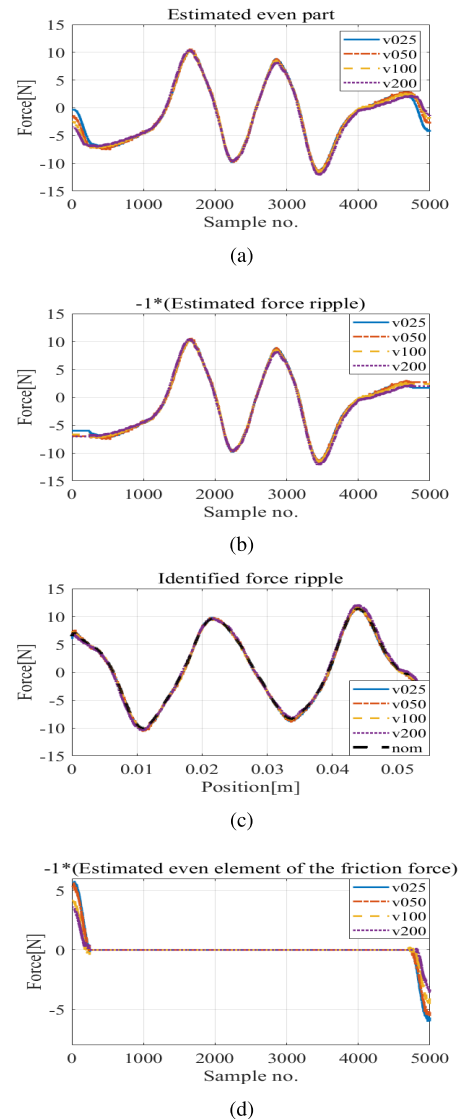 Estimated even part
15
10
5
0
-5
-10
-15
Force[N]
v025
v050
v100
v200
0 1000 2000 3000 4000 5000
Sample no.
(a)
-1*(Estimated force ripple)
15
10
5
0
-5
-10
-15
Force[N]
v025
v050
v100
v200
0 1000 2000 3000 4000 5000
Sample no.
(b)
Identified force ripple
15
10
5
0
-5
-10
-15
Force[N]
v025
v050
v100
v200
nom
0 0.01 0.02 0.03 0.04 0.05
Position[m]
(c)
-1*(Estimated even element of the friction force)
5
0
-5
Force[N]
v025
v050
v100
v200
0 1000 2000 3000 4000 5000
Sample no.
(d)